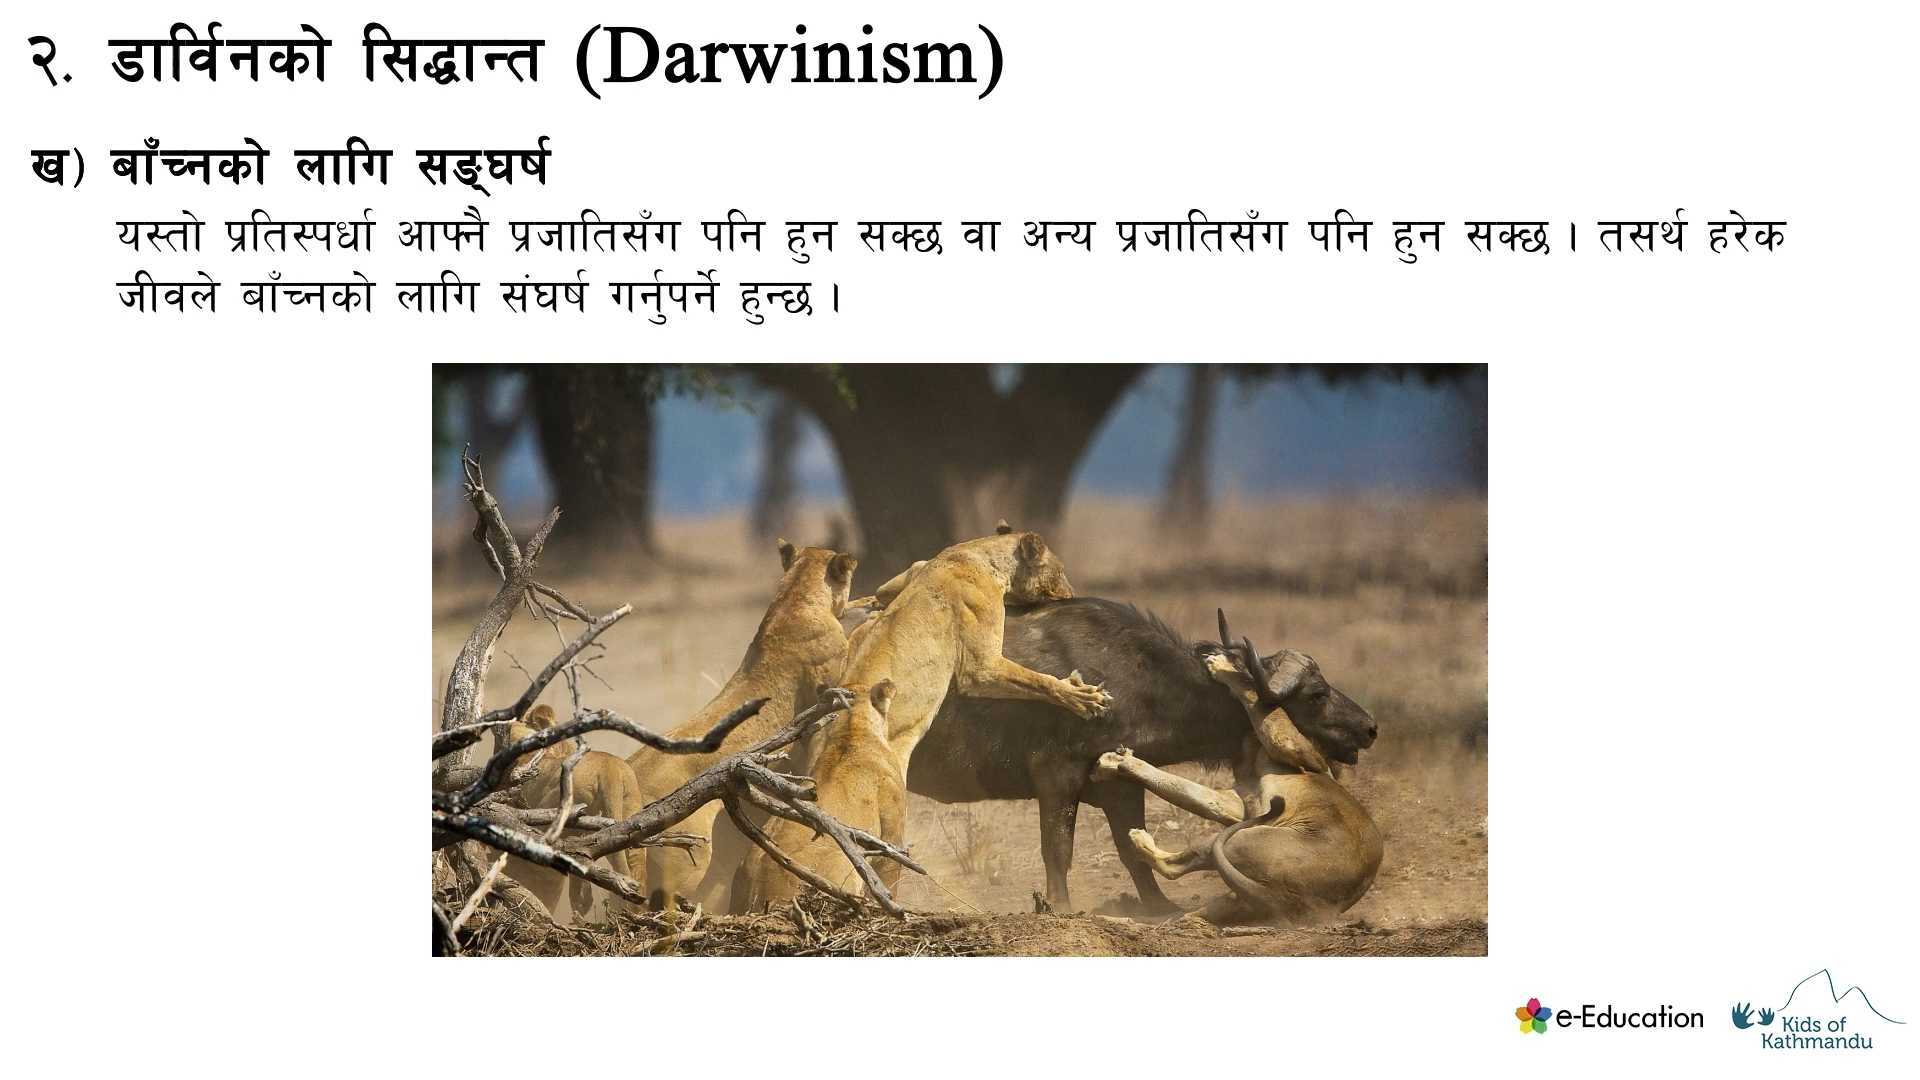 २. डार्विनको सिद्धान्त (Darwinism)
ख) बाँच्नको लागि सङ्घर्ष
यस्तो प्रतिस्पर्धा आफ्नै प्रजातिसँग पनि हुन सक्छ वा अन्य प्रजातिसँग पनि हुन सक्छ । तसर्थ हरेक
जीवले बाँच्नको लागि संघर्ष गर्नुपर्ने हुन्छ ।
e-Education
Kids of
Kathmandu